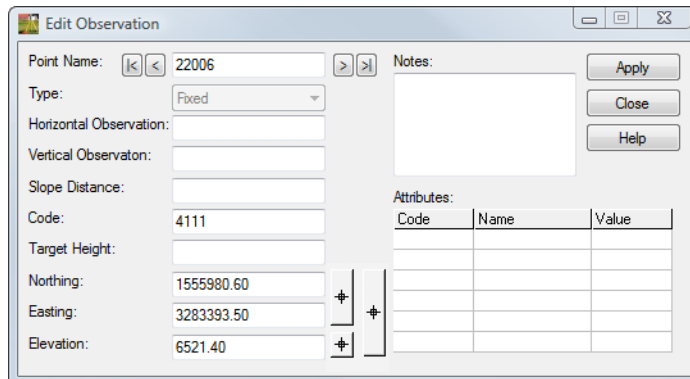 Edit Observation
Point Name: |< < 22006 > >|
Type: Fixed
Horizontal Observation:
Vertical Observaton:
Slope Distance:
Code: 4111
Target Height:
Northing: 1555980.60
Easting: 3283393.50
Elevation: 6521.40
Notes:
Apply
Close
Help
Attributes:
Code Name Value